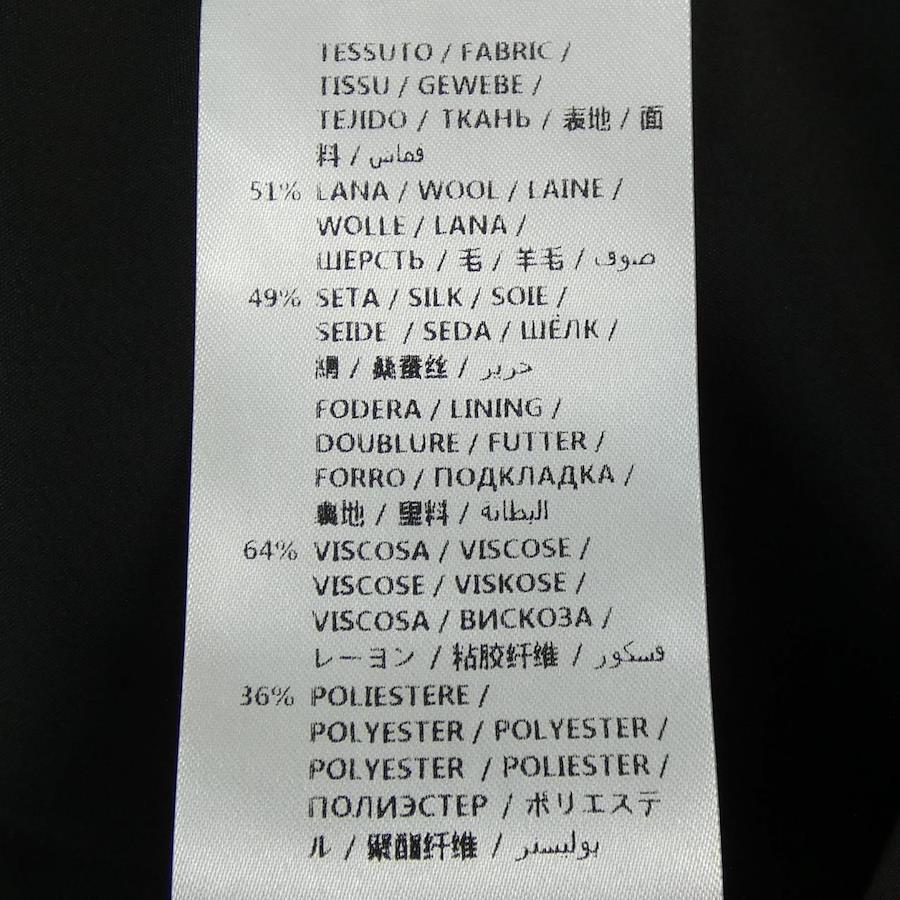 TESSUTO / FABRIC /
TISSU / GEWEBE /
TEJIDO / ТКАНЬ / 表地 / 面
料 / قماش
51% LANA / WOOL / LAINE /
WOLLE / LANA /
ШЕРСТЬ / 毛 / 羊毛 / صوف
49% SETA / SILK / SOIE /
SEIDE / SEDA / ШЁЛК /
絹 / 桑蚕丝 / حرير
FODERA / LINING /
DOUBLURE / FUTTER /
FORRO / ПОДКЛАДКА /
裏地 / 里料 / البطانة
64% VISCOSA / VISCOSE /
VISCOSE / VISKOSE /
VISCOSA / ВИСКОЗА /
レーヨン / 粘胶纤维 / فسكور
36% POLIESTERE /
POLYESTER / POLYESTER /
POLYESTER / POLIESTER /
ПОЛИЭСТЕР / ポリエステ
ル / 聚酯纤维 / بوليستر